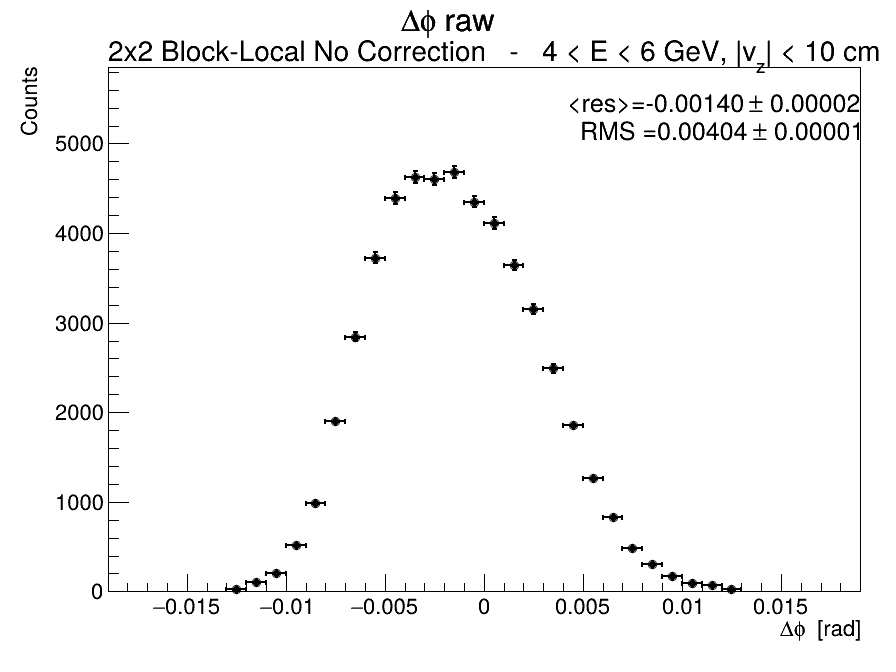 Δϕ raw
2x2 Block-Local No Correction - 4 < E < 6 GeV, |v_z| < 10 cm
Counts
<res>=-0.00140 ± 0.00002
RMS =0.00404 ± 0.00001
5000
4000
3000
2000
1000
0
−0.015 −0.01 −0.005 0 0.005 0.01 0.015
Δϕ [rad]